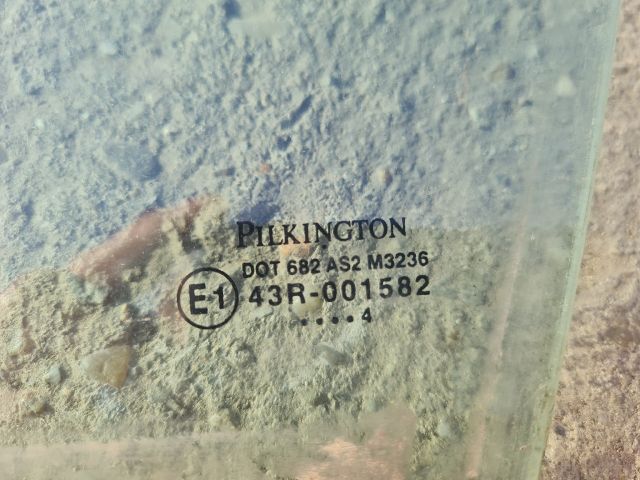 PILKINGTON
DOT 682 AS2 M3236
E1 43R-001582
....4